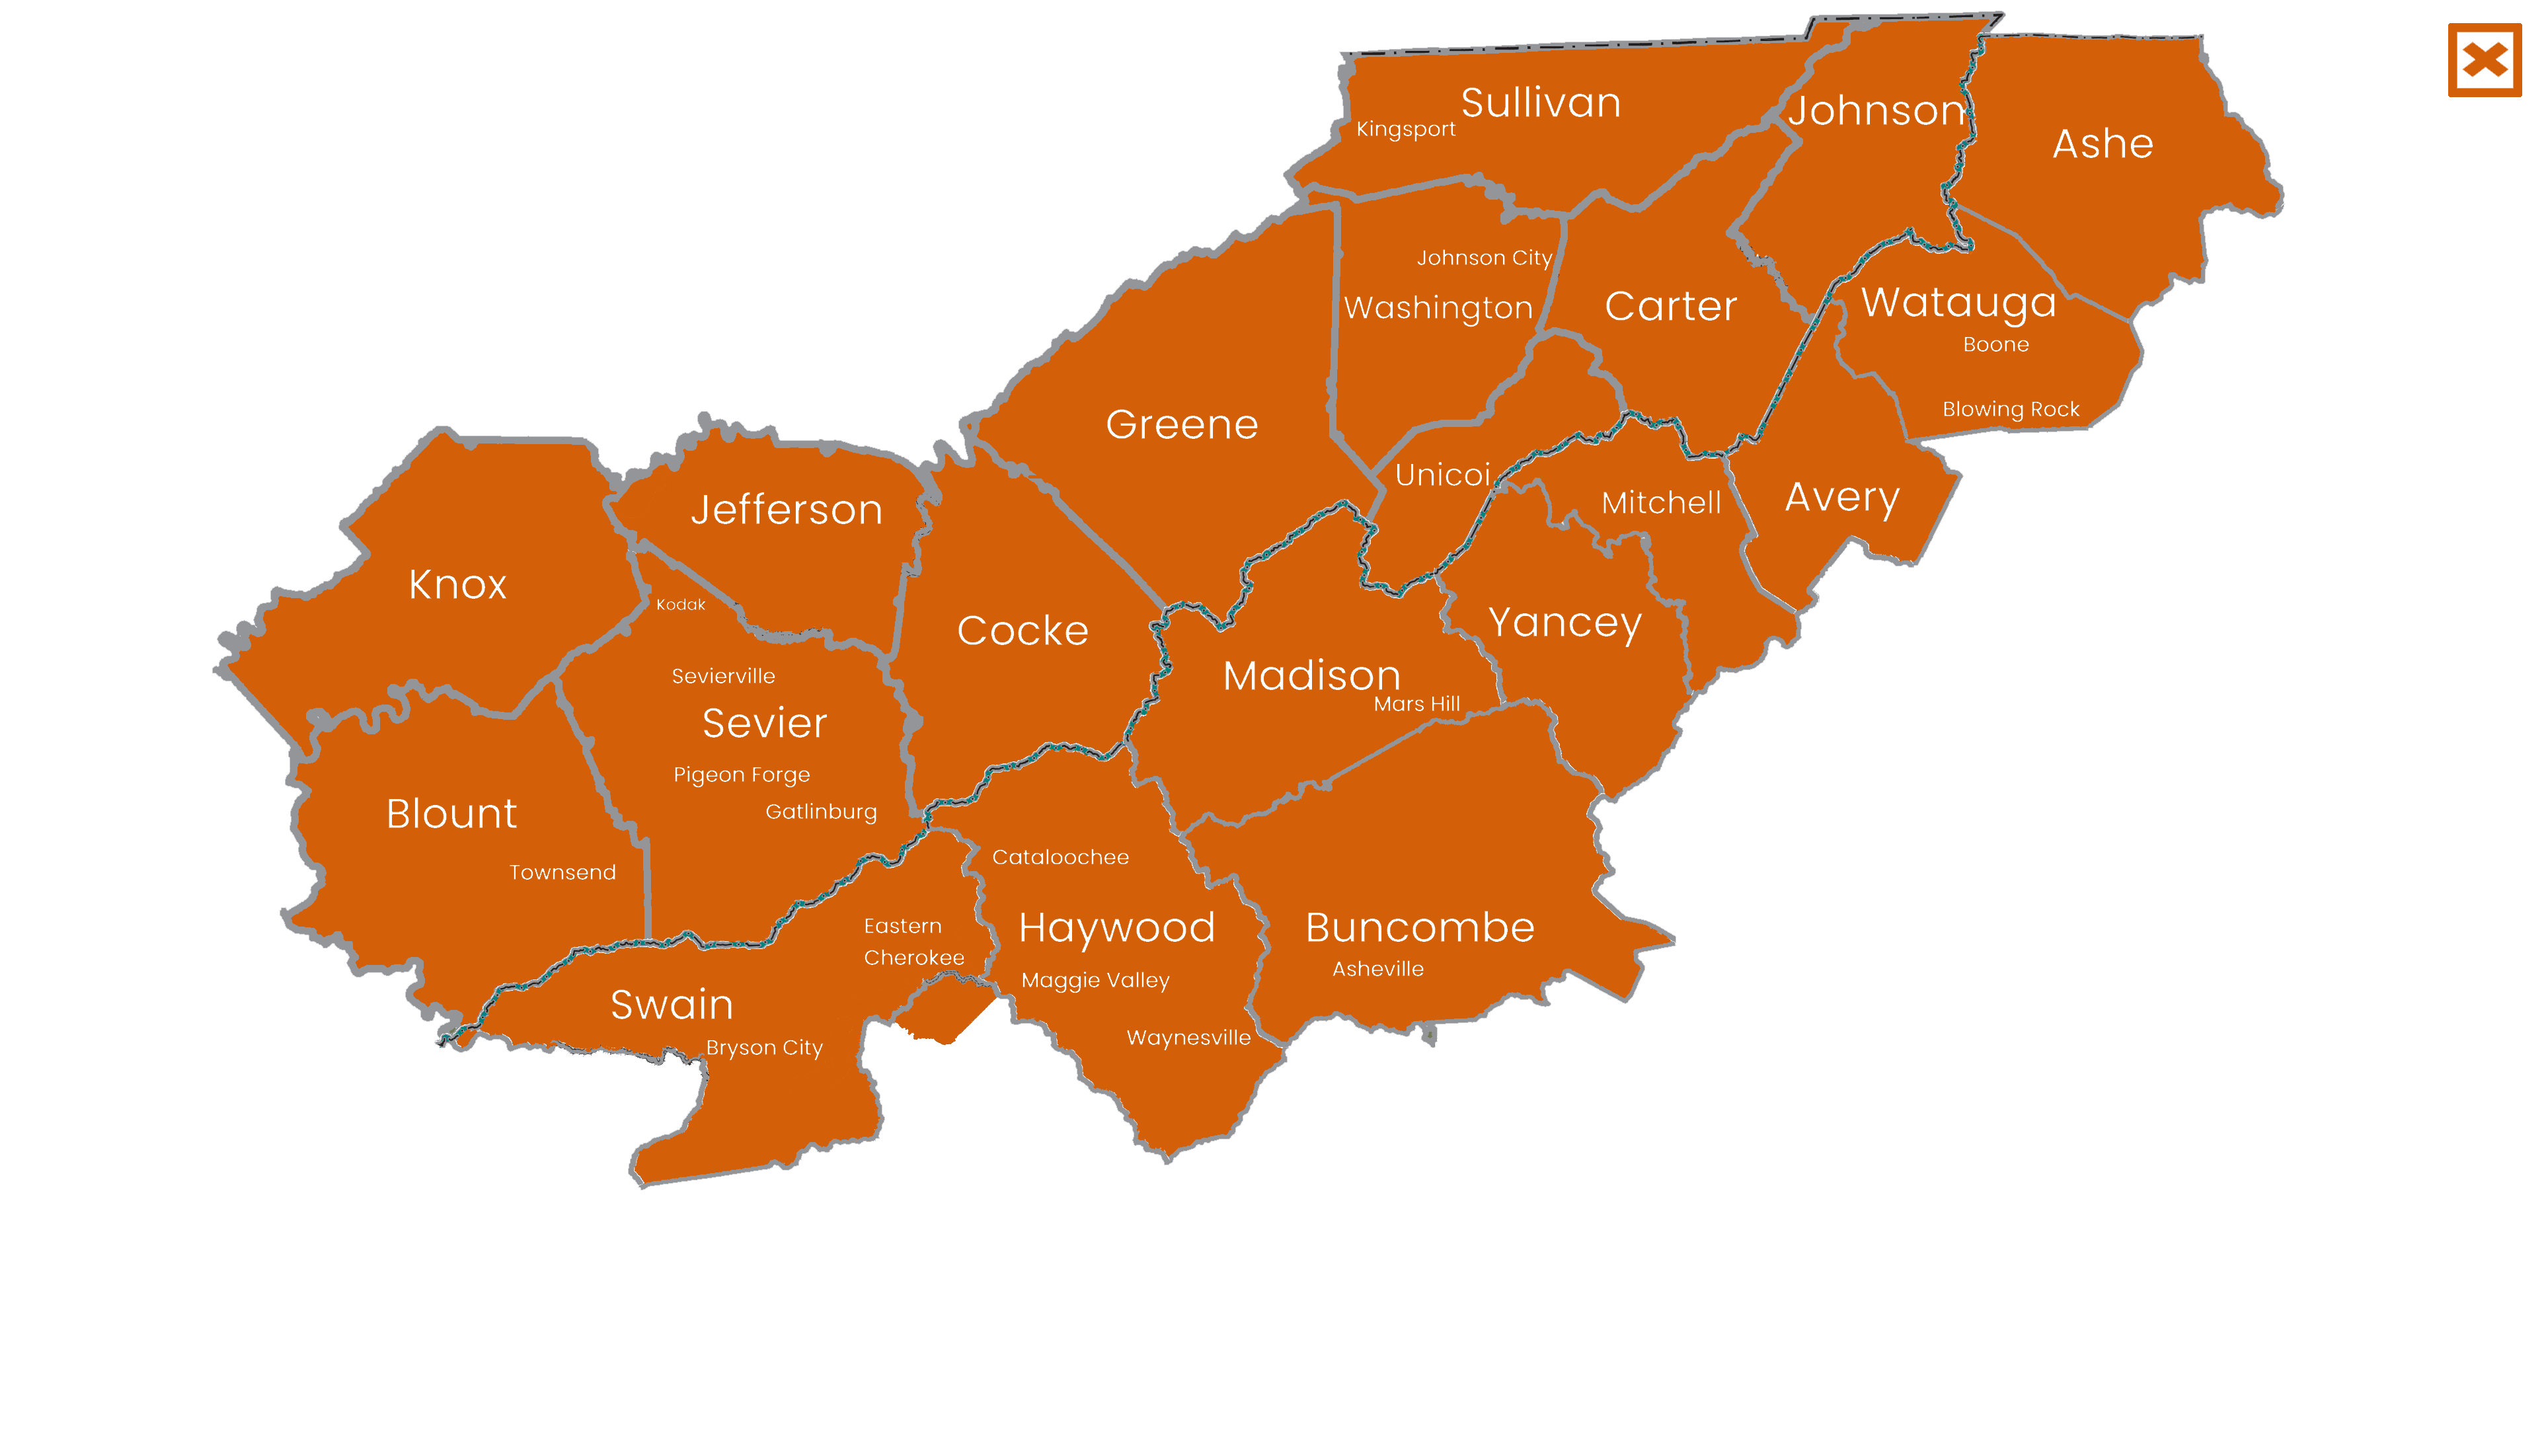 Sullivan
Kingsport
Johnson
Ashe
Johnson City
Washington
Carter
Watauga
Boone
Blowing Rock
Greene
Unicoi
Mitchell
Avery
Jefferson
Knox
Kodak
Cocke
Yancey
Madison
Mars Hill
Sevierville
Sevier
Pigeon Forge
Gatlinburg
Blount
Townsend
Cataloochee
Eastern
Cherokee
Haywood
Maggie Valley
Waynesville
Buncombe
Asheville
Swain
Bryson City